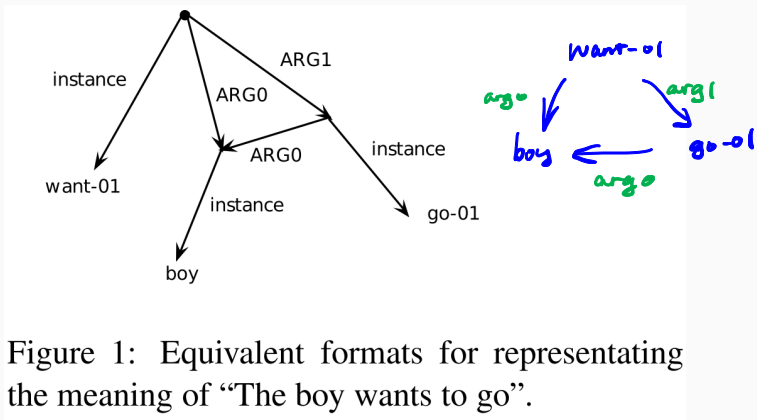 ARG1
instance
ARG0
ARG0
instance
want-01
instance
go-01
boy
want-01
arg0
arg1
boy
go-01
arg0
Figure 1: Equivalent formats for representating
the meaning of “The boy wants to go”.